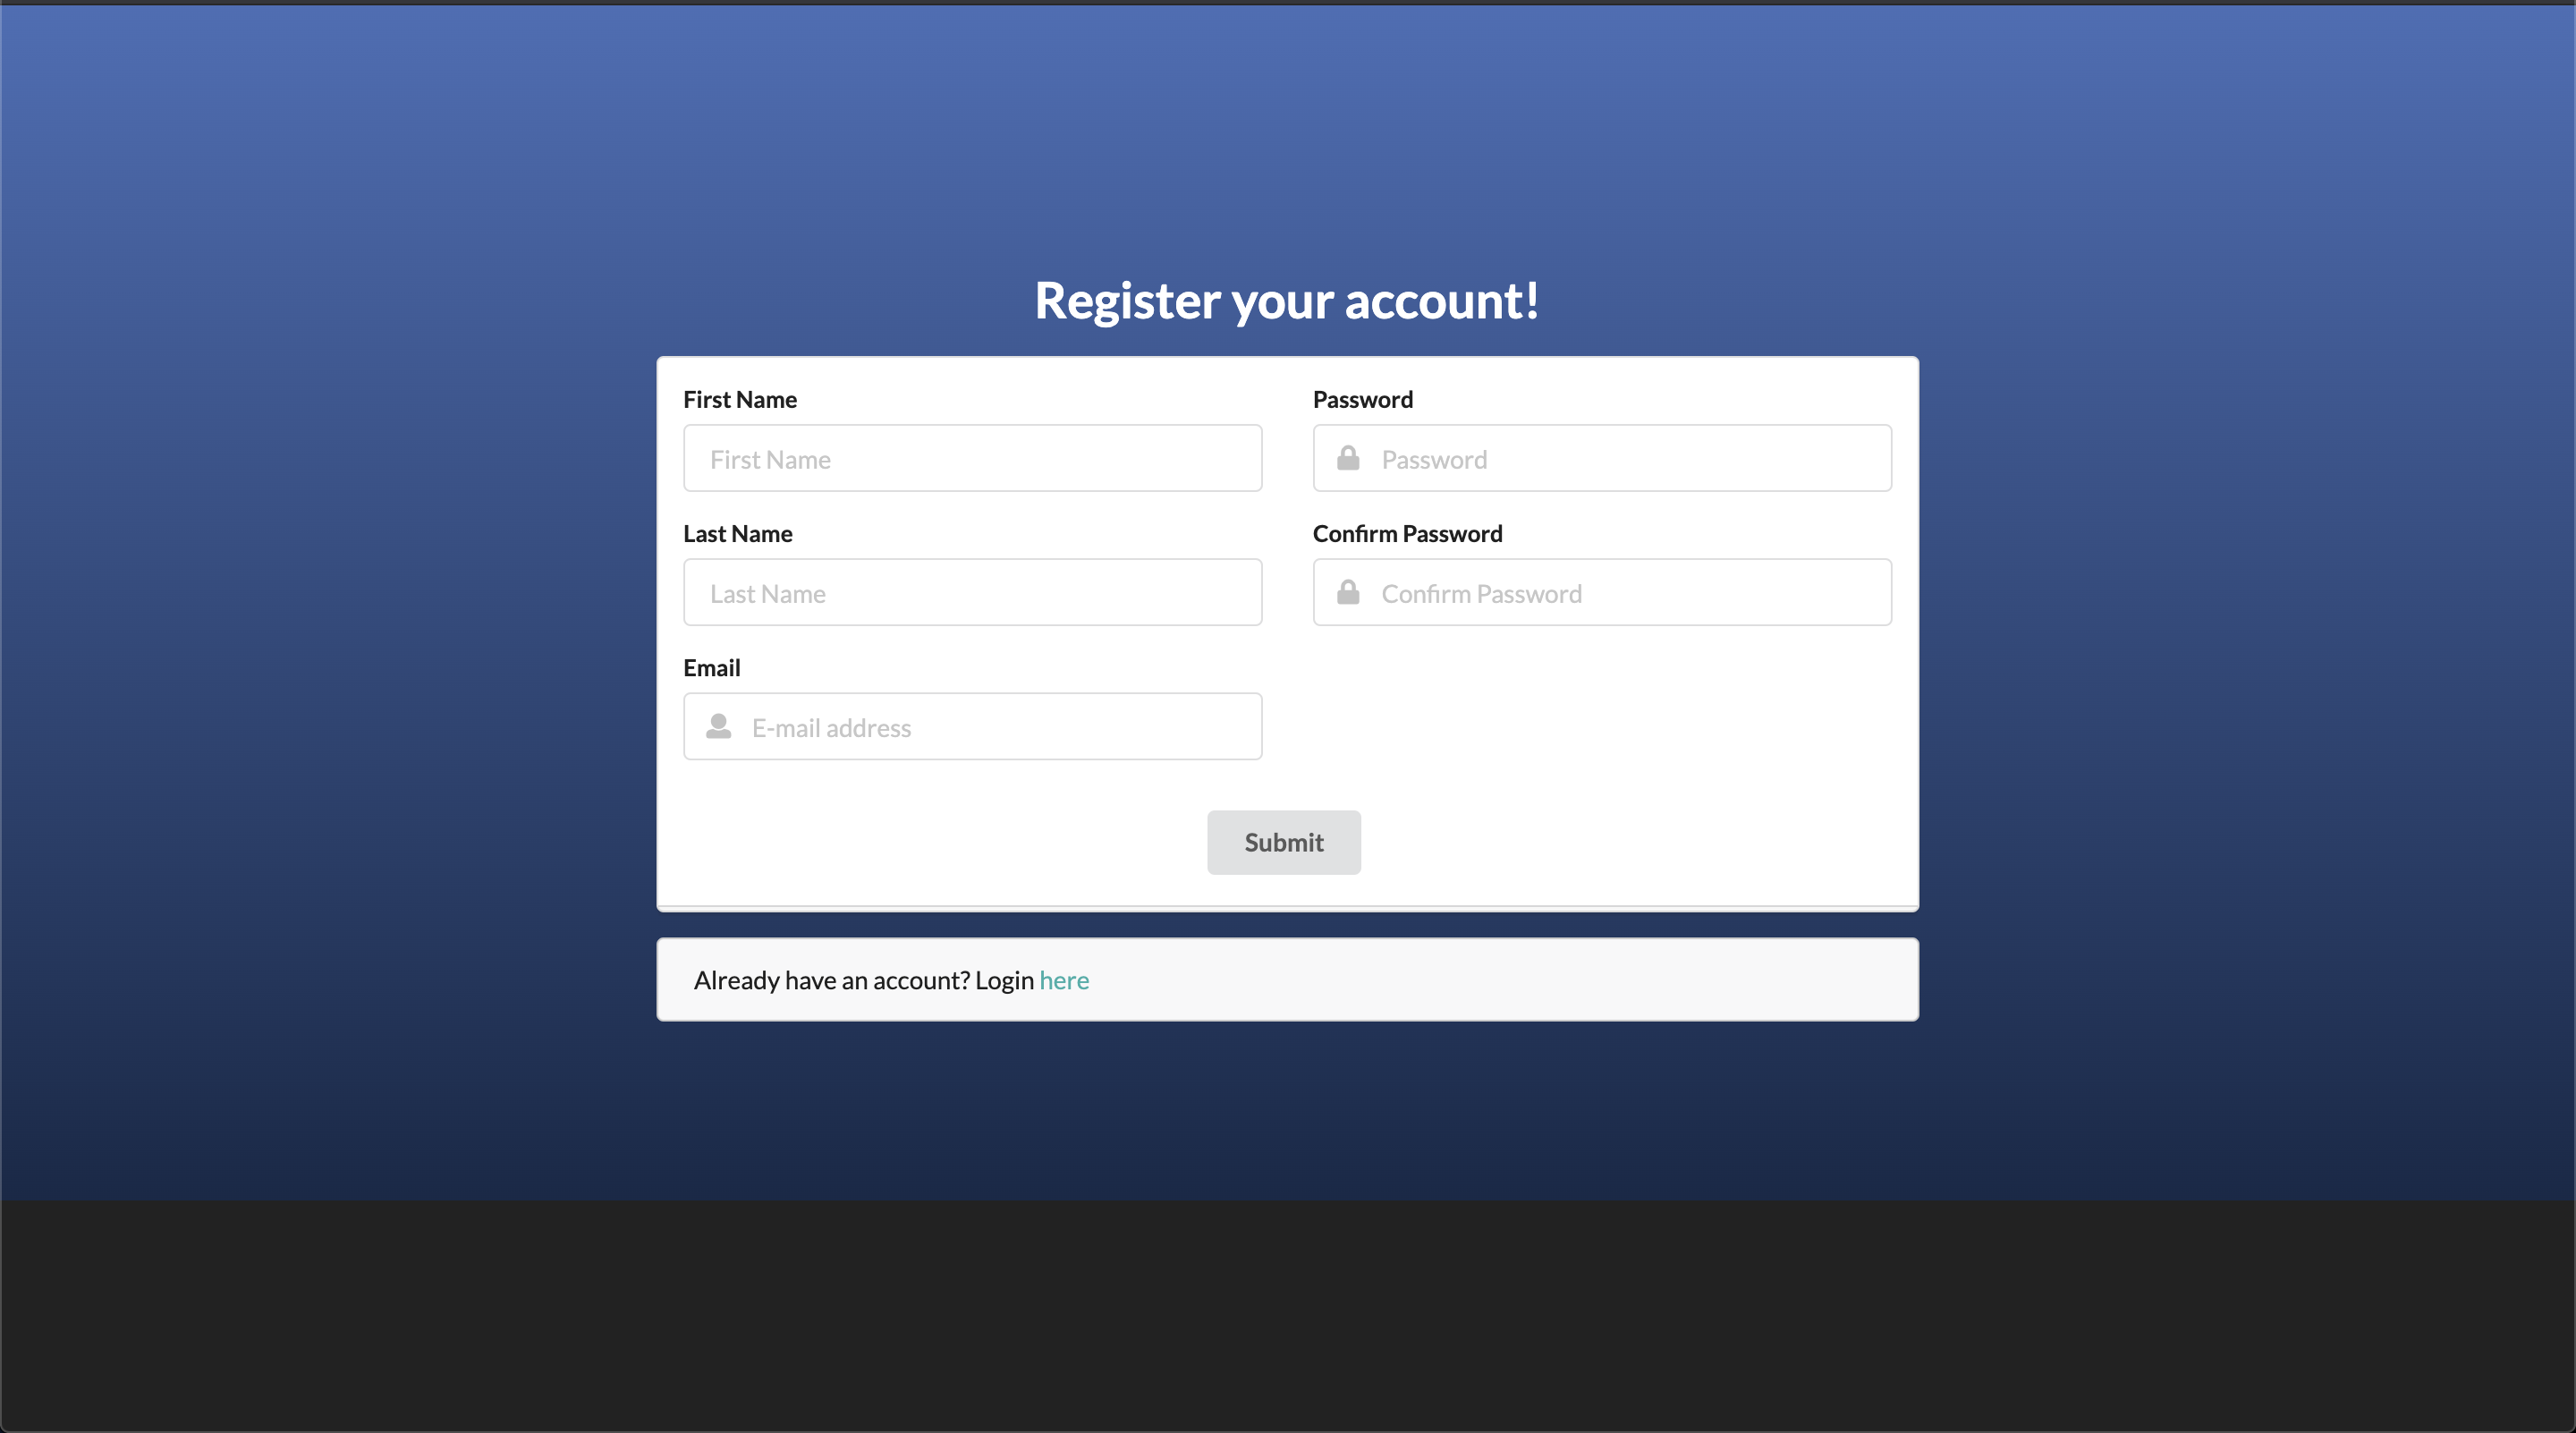 Register your account!
First Name
First Name
Last Name
Last Name
Email
E-mail address
Password
Password
Confirm Password
Confirm Password
Submit
Already have an account? Login here